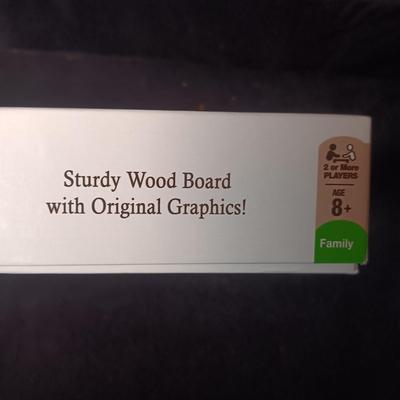 Sturdy Wood Board
with Original Graphics!
2 or More
PLAYERS
AGE
8+
Family